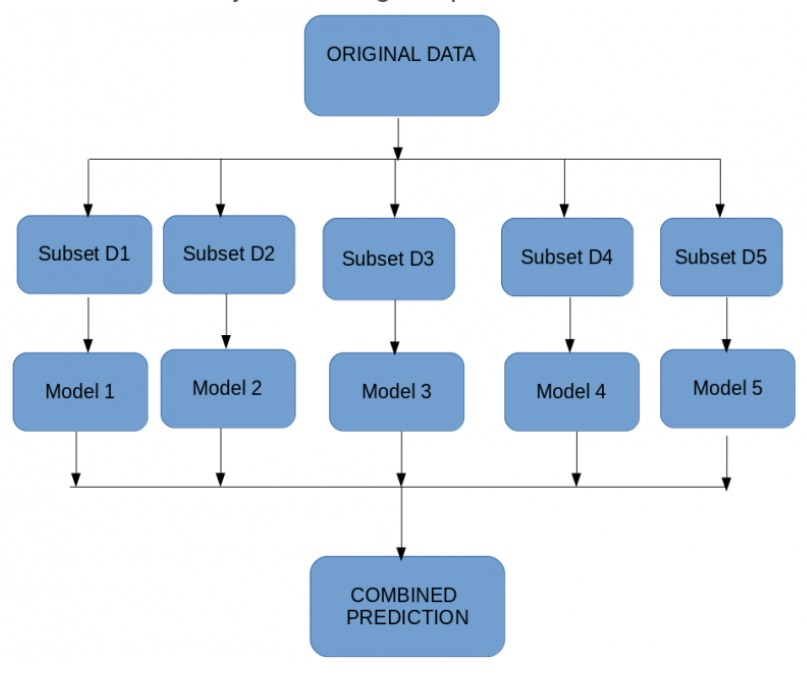 ORIGINAL DATA
Subset D1
Subset D2
Subset D3
Subset D4
Subset D5
Model 1
Model 2
Model 3
Model 4
Model 5
COMBINED
PREDICTION